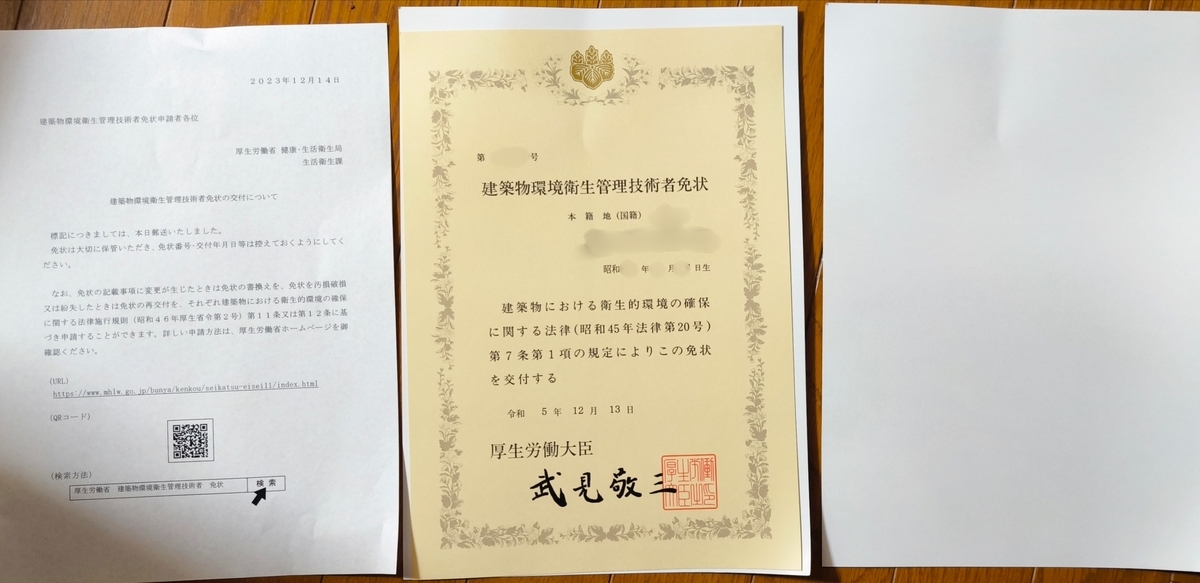 ２０２３年１２月１４日
建築物環境衛生管理技術者免状申請者各位
厚生労働省 健康・生活衛生局
生活衛生課
建築物環境衛生管理技術者免状の交付について
標記につきましては、本日郵送いたしました。
免状は大切に保管いただき、免状番号・交付年月日等は控えておくようにしてく
ださい。
なお、免状の記載事項に変更が生じたときは免状の書換えを、免状を汚損破損
又は紛失したときは免状の再交付を、それぞれ建築物における衛生的環境の確保
に関する法律施行規則（昭和４６年厚生省令第２号）第１１条又は第１２条に基
づき申請することができます。詳しい申請方法は、厚生労働省ホームページを御
確認ください。
(URL)
https://www.mhlw.go.jp/bunya/kenkou/seikatsu-eisei11/index.html
(QRコード)
(検索方法)
厚生労働省　建築物環境衛生管理技術者　免状
検 索
第 号
建築物環境衛生管理技術者免状
本 籍 地 (国籍)
昭和 年 月 日生
建築物における衛生的環境の確保
に関する法律(昭和45年法律第20号)
第７条第１項の規定によりこの免状
を交付する
令和 5 年 12 月 13 日
厚生労働大臣
武見敬三